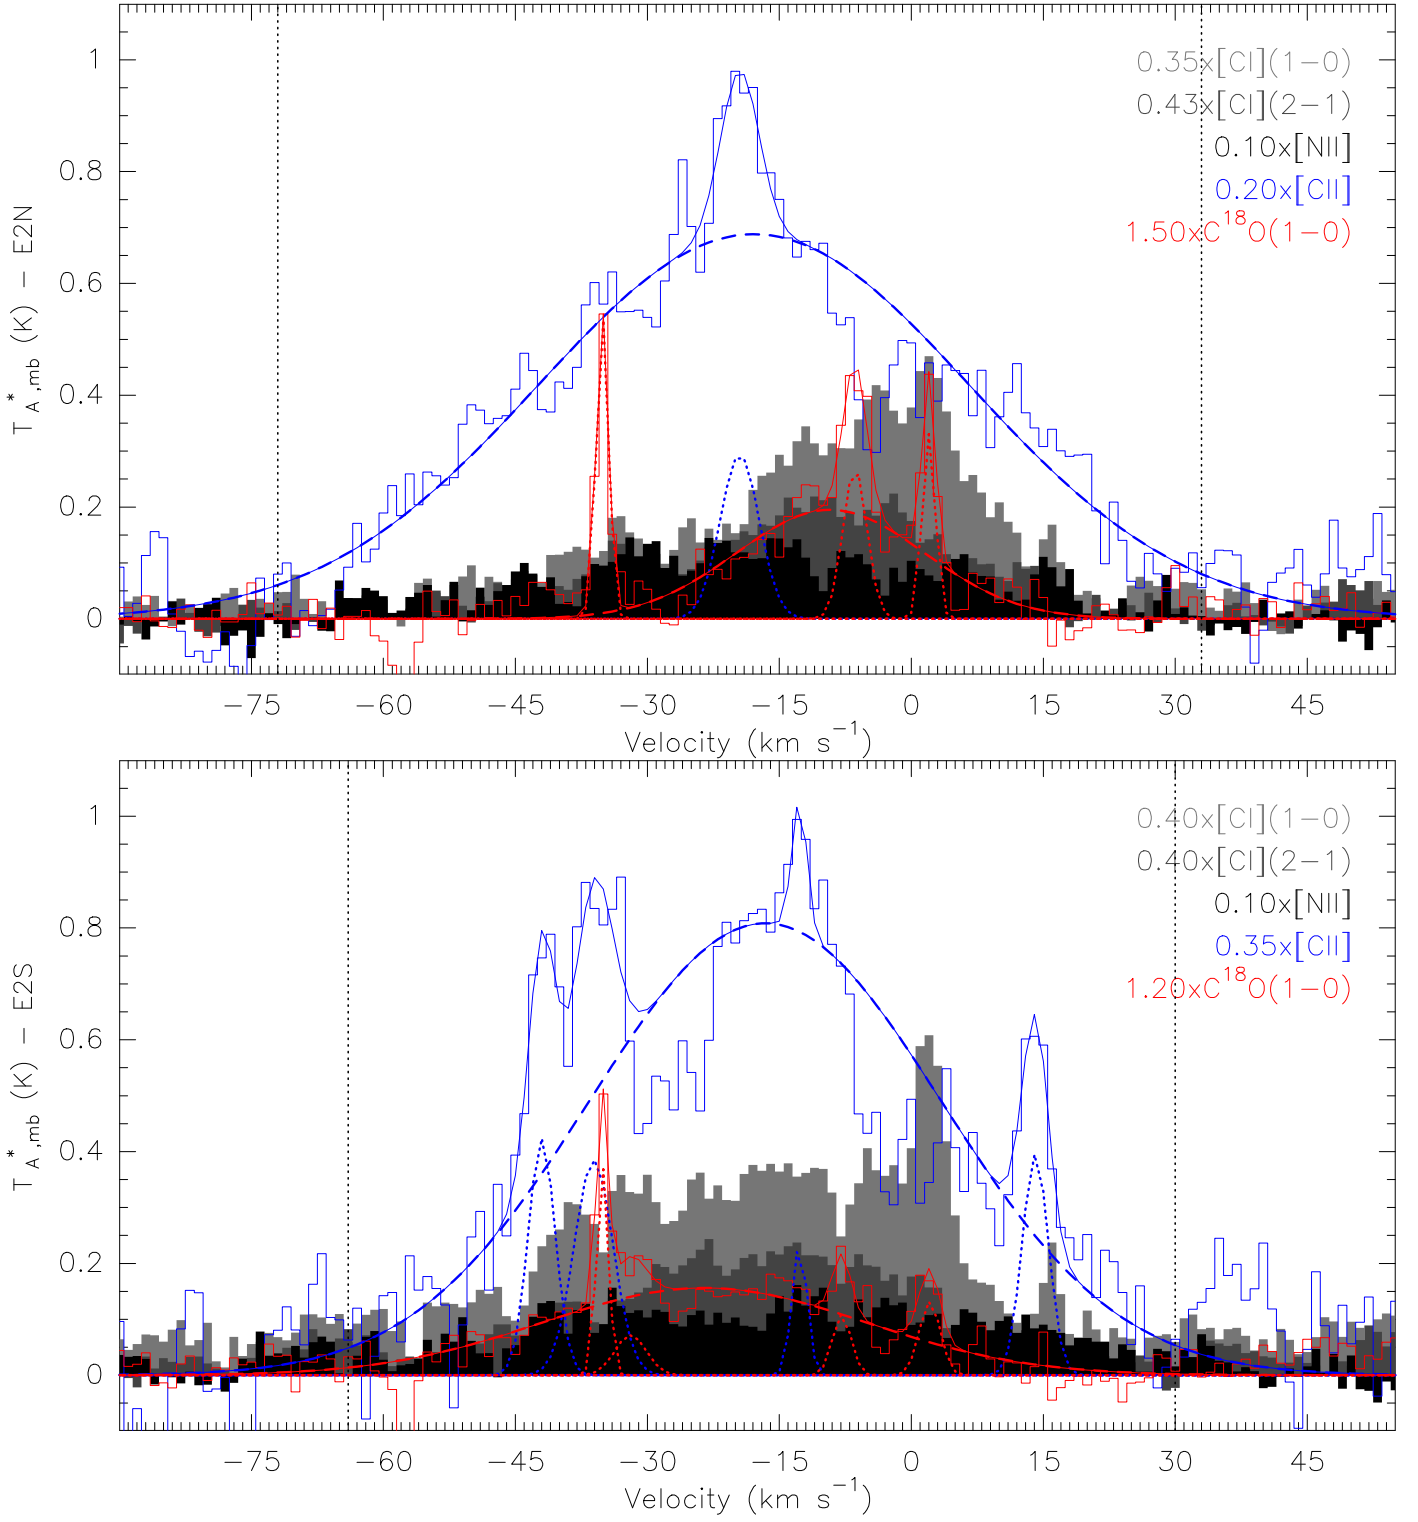 0.35x[CI](1−0)
0.43x[CI](2−1)
0.10x[NII]
0.20x[CII]
1.50xC¹⁸O(1−0)
T_A*,mb (K) − E2N
1
0.8
0.6
0.4
0.2
0
−75 −60 −45 −30 −15 0 15 30 45
Velocity (km s⁻¹)
0.40x[CI](1−0)
0.40x[CI](2−1)
0.10x[NII]
0.35x[CII]
1.20xC¹⁸O(1−0)
T_A*,mb (K) − E2S
1
0.8
0.6
0.4
0.2
0
−75 −60 −45 −30 −15 0 15 30 45
Velocity (km s⁻¹)